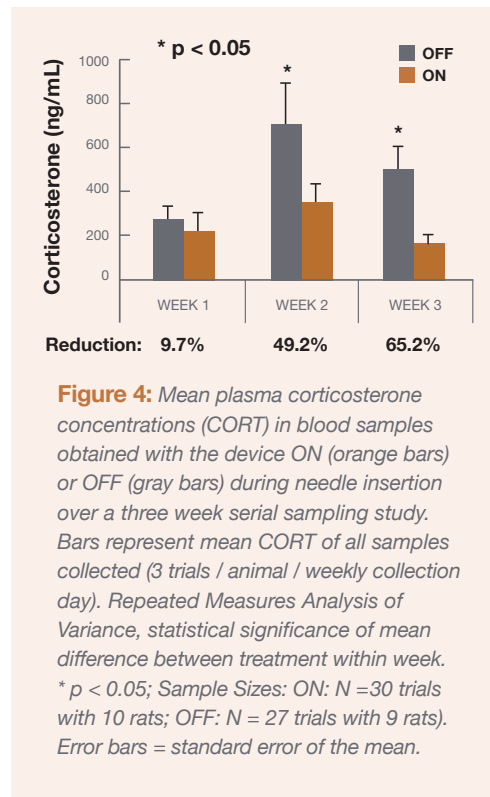 * p < 0.05
OFF
ON
Corticosterone (ng/mL)
1000
800
600
400
200
0
*
*
WEEK 1 WEEK 2 WEEK 3
Reduction: 9.7% 49.2% 65.2%
Figure 4: Mean plasma corticosterone
concentrations (CORT) in blood samples
obtained with the device ON (orange bars)
or OFF (gray bars) during needle insertion
over a three week serial sampling study.
Bars represent mean CORT of all samples
collected (3 trials / animal / weekly collection
day). Repeated Measures Analysis of
Variance, statistical significance of mean
difference between treatment within week.
* p < 0.05; Sample Sizes: ON: N =30 trials
with 10 rats; OFF: N = 27 trials with 9 rats).
Error bars = standard error of the mean.